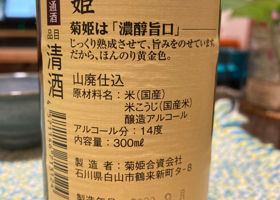 通酒
品目
清酒
姫
菊姫は「濃醇旨口」
じっくり熟成させて、旨みをのせています。
だから、ほんのり黄金色。
山廃仕込
原材料名：米（国産）
米こうじ（国産米）
醸造アルコール
アルコール分：14度
内容量：300ml
製造者：菊姫合資会社
石川県白山市鶴来新町タ-8
製造年月